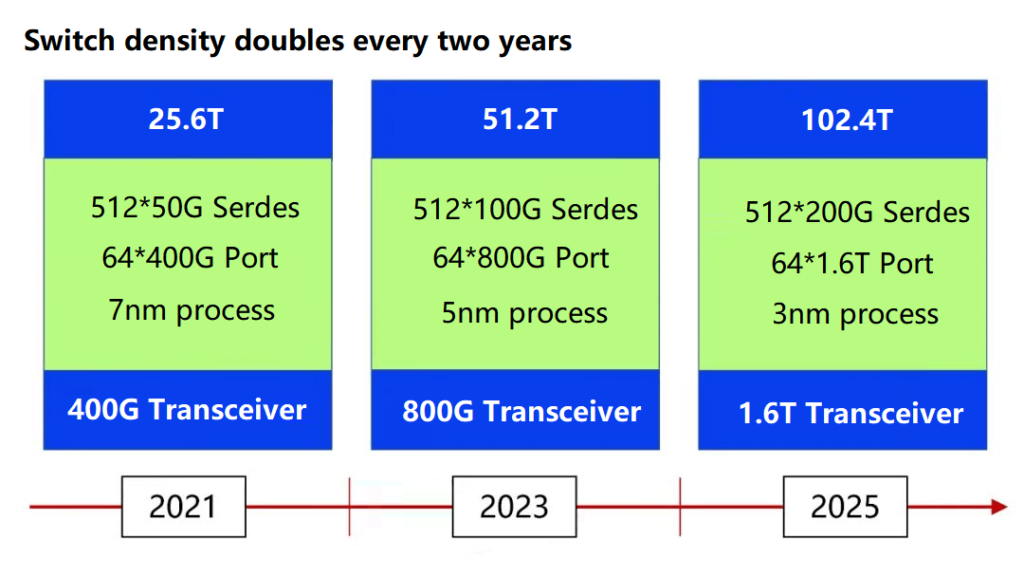 Switch density doubles every two years
25.6T
512*50G Serdes
64*400G Port
7nm process
400G Transceiver
51.2T
512*100G Serdes
64*800G Port
5nm process
800G Transceiver
102.4T
512*200G Serdes
64*1.6T Port
3nm process
1.6T Transceiver
2021
2023
2025